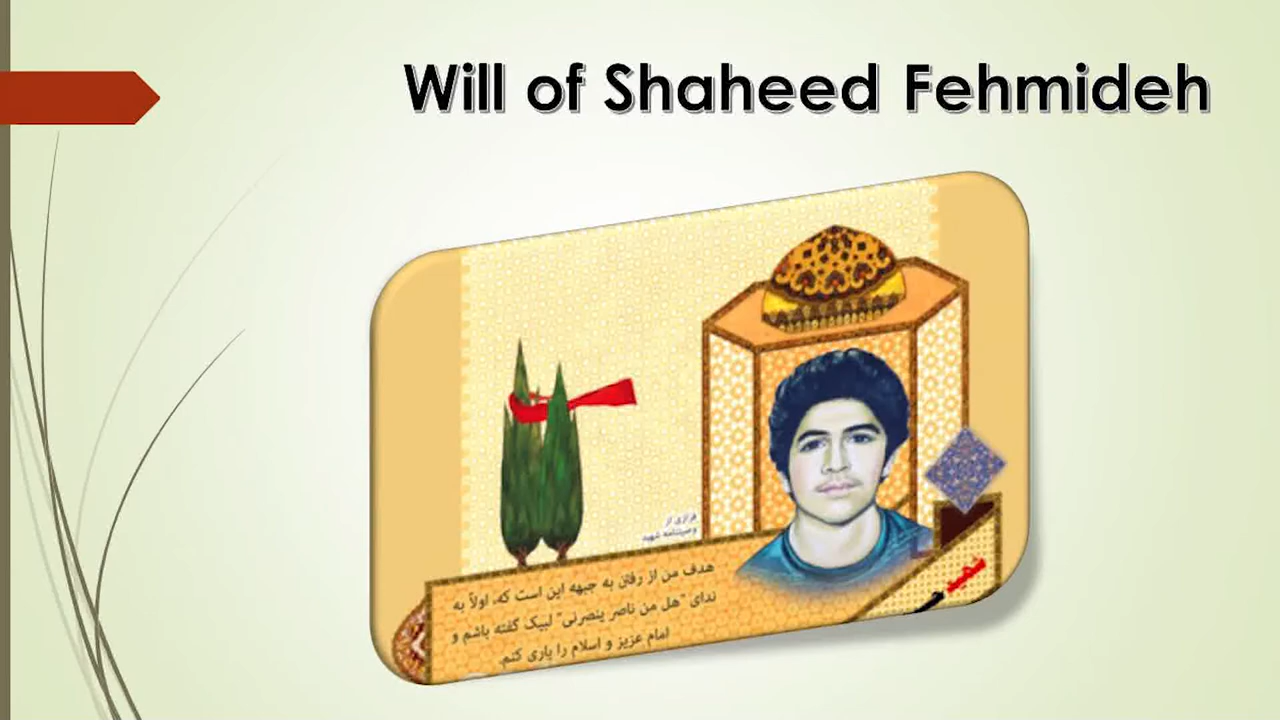 Will of Shaheed Fehmideh
فرازی از
وصیتنامه شهید
هدف من از رفتن به جبهه این است که، اولاً به
ندای "هل من ناصر ینصرنی" لبیک گفته باشم و
امام عزیز و اسلام را یاری کنم.
شهید